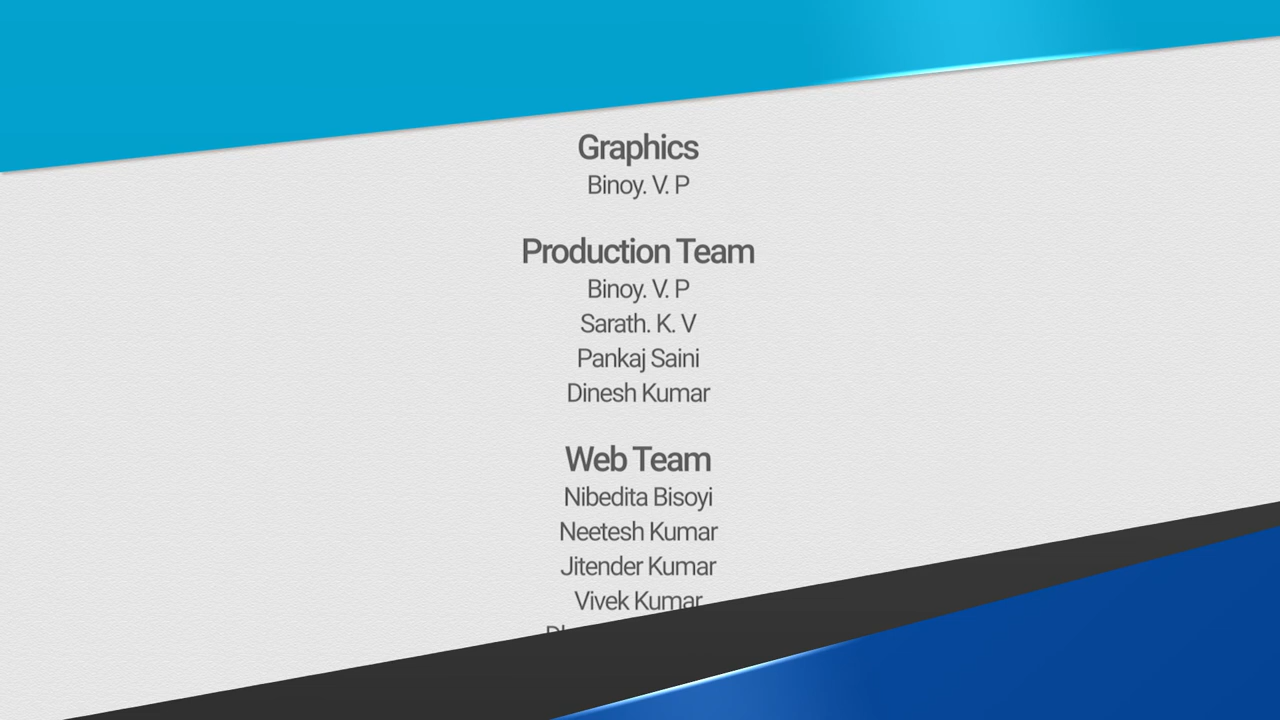 Graphics
Binoy. V. P
Production Team
Binoy. V. P
Sarath. K. V
Pankaj Saini
Dinesh Kumar
Web Team
Nibedita Bisoyi
Neetesh Kumar
Jitender Kumar
Vivek Kumar